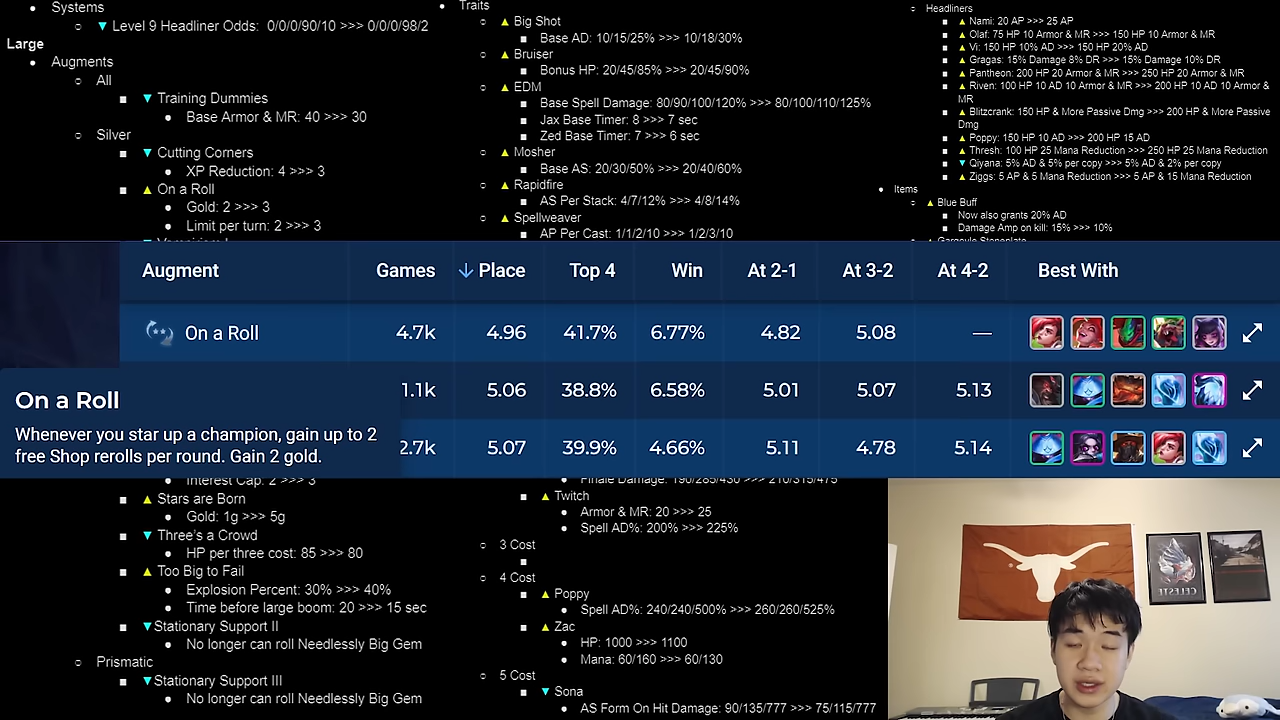 Systems
Level 9 Headliner Odds: 0/0/0/90/10 >>> 0/0/0/98/2
Large
Augments
All
Training Dummies
Base Armor & MR: 40 >>> 30
Silver
Cutting Corners
XP Reduction: 4 >>> 3
On a Roll
Gold: 2 >>> 3
Limit per turn: 2 >>> 3
Traits
Big Shot
Base AD: 10/15/25% >>> 10/18/30%
Bruiser
Bonus HP: 20/45/85% >>> 20/45/90%
EDM
Base Spell Damage: 80/90/100/120% >>> 80/100/110/125%
Jax Base Timer: 8 >>> 7 sec
Zed Base Timer: 7 >>> 6 sec
Mosher
Base AS: 20/30/50% >>> 20/40/60%
Rapidfire
AS Per Stack: 4/7/12% >>> 4/8/14%
Spellweaver
AP Per Cast: 1/1/2/10 >>> 1/2/3/10
Headliners
Nami: 20 AP >>> 25 AP
Olaf: 75 HP 10 Armor & MR >>> 150 HP 10 Armor & MR
Vi: 150 HP 10% AD >>> 150 HP 20% AD
Gragas: 15% Damage 8% DR >>> 15% Damage 10% DR
Pantheon: 200 HP 20 Armor & MR >>> 250 HP 20 Armor & MR
Riven: 100 HP 10 AD 10 Armor & MR >>> 200 HP 10 AD 10 Armor &
MR
Blitzcrank: 150 HP & More Passive Dmg >>> 200 HP & More Passive
Dmg
Poppy: 150 HP 10 AD >>> 200 HP 15 AD
Thresh: 100 HP 25 Mana Reduction >>> 250 HP 25 Mana Reduction
Qiyana: 5% AD & 5% per copy >>> 5% AD & 2% per copy
Ziggs: 5 AP & 5 Mana Reduction >>> 5 AP & 15 Mana Reduction
Items
Blue Buff
Now also grants 20% AD
Damage Amp on kill: 15% >>> 10%
Gargoyle Stoneplate
Augment Games Place Top 4 Win At 2-1 At 3-2 At 4-2 Best With
On a Roll 4.7k 4.96 41.7% 6.77% 4.82 5.08 —
1.1k 5.06 38.8% 6.58% 5.01 5.07 5.13
2.7k 5.07 39.9% 4.66% 5.11 4.78 5.14
On a Roll
Whenever you star up a champion, gain up to 2
free Shop rerolls per round. Gain 2 gold.
Interest Cap: 2 >>> 3
Stars are Born
Gold: 1g >>> 5g
Three's a Crowd
HP per three cost: 85 >>> 80
Too Big to Fail
Explosion Percent: 30% >>> 40%
Time before large boom: 20 >>> 15 sec
Stationary Support II
No longer can roll Needlessly Big Gem
Prismatic
Stationary Support III
No longer can roll Needlessly Big Gem
Finale Damage: 190/285/430 >>> 210/315/475
Twitch
Armor & MR: 20 >>> 25
Spell AD%: 200% >>> 225%
3 Cost
4 Cost
Poppy
Spell AD%: 240/240/500% >>> 260/260/525%
Zac
HP: 1000 >>> 1100
Mana: 60/160 >>> 60/130
5 Cost
Sona
AS Form On Hit Damage: 90/135/777 >>> 75/115/777
CELESTE